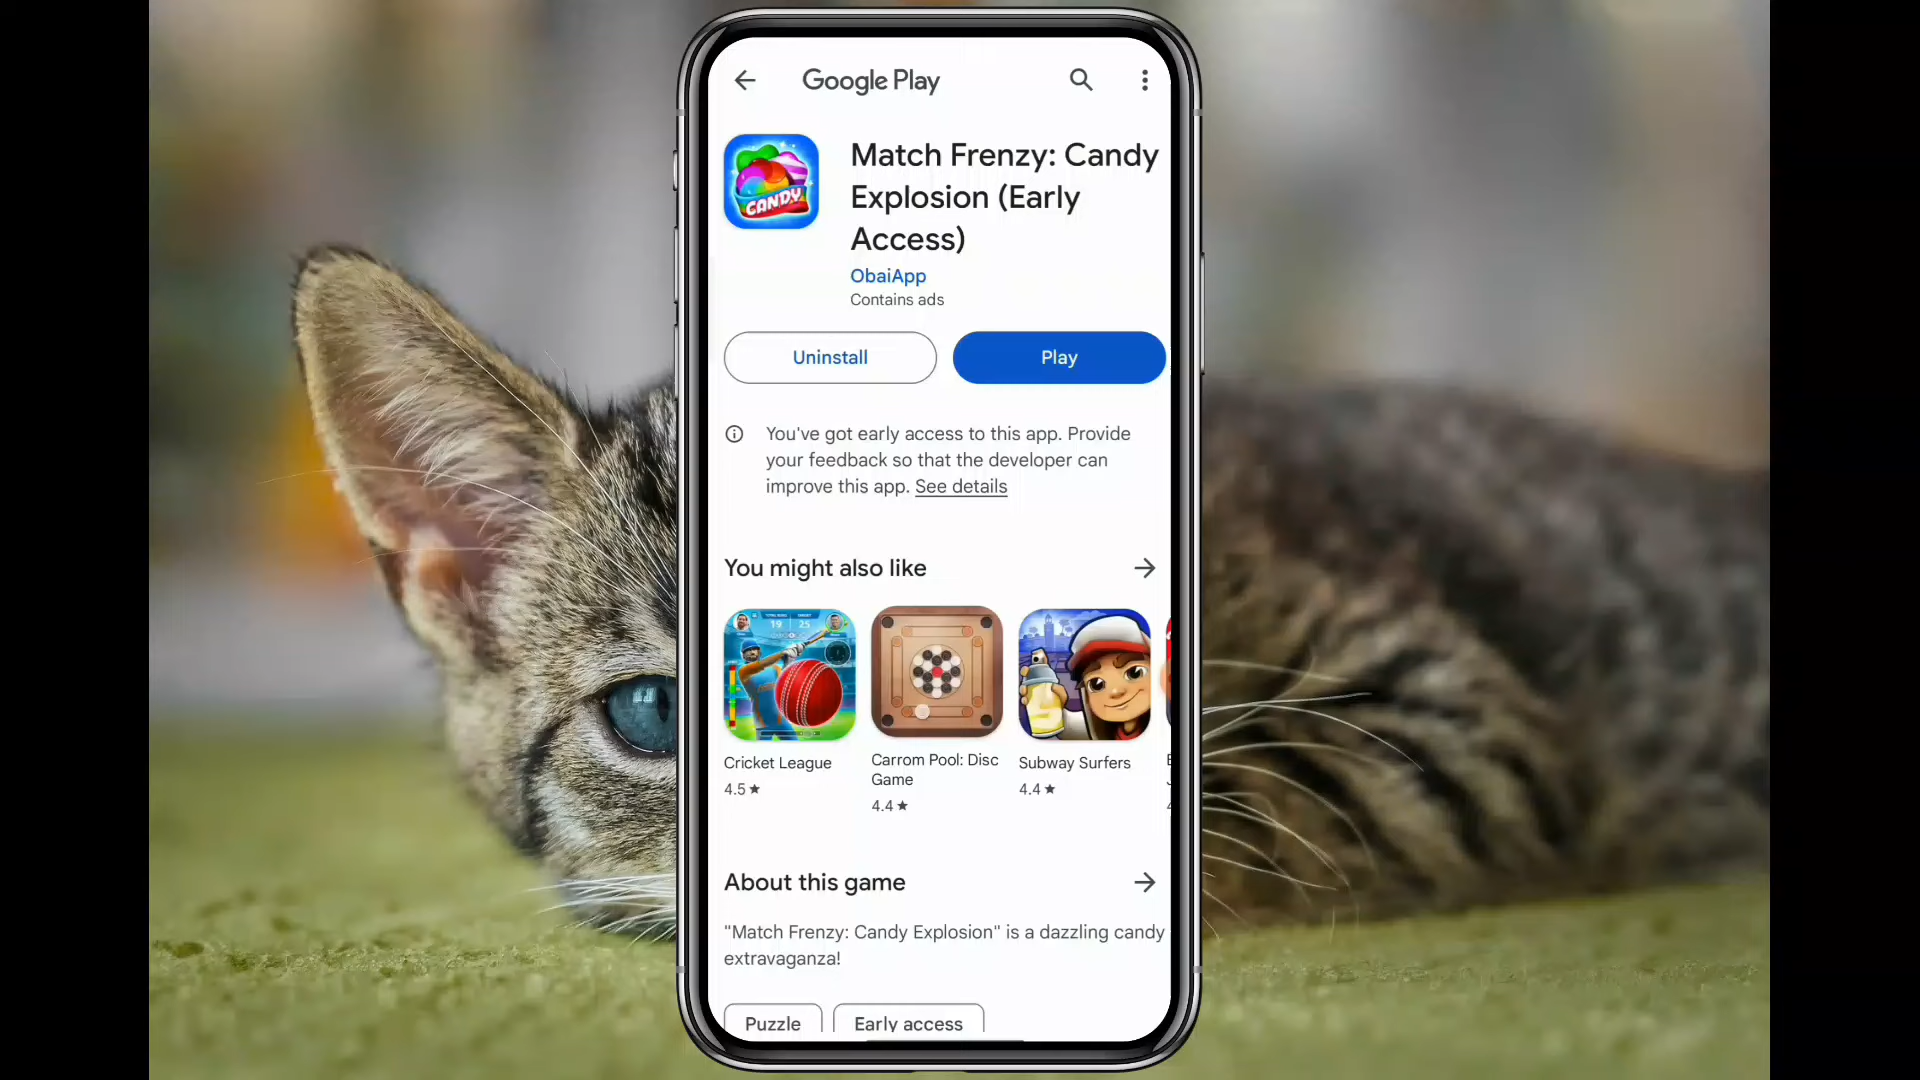 Google Play
Match Frenzy: Candy
Explosion (Early
Access)
CANDY
ObaiApp
Contains ads
Uninstall
Play
You've got early access to this app. Provide
your feedback so that the developer can
improve this app. See details
You might also like
19 25
Cricket League
4.5 ★
Carrom Pool: Disc
Game
4.4 ★
Subway Surfers
4.4 ★
About this game
"Match Frenzy: Candy Explosion" is a dazzling candy
extravaganza!
Puzzle
Early access